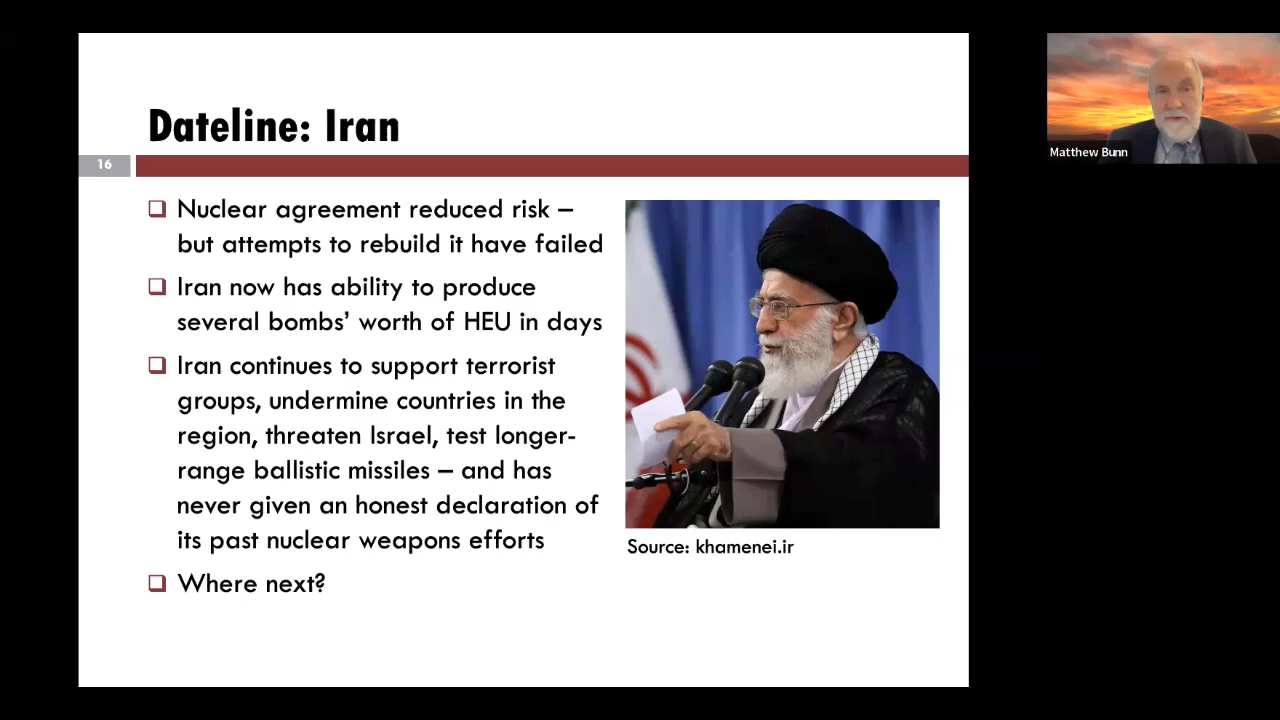 Dateline: Iran
16
Nuclear agreement reduced risk –
but attempts to rebuild it have failed
Iran now has ability to produce
several bombs’ worth of HEU in days
Iran continues to support terrorist
groups, undermine countries in the
region, threaten Israel, test longer-
range ballistic missiles – and has
never given an honest declaration of
its past nuclear weapons efforts
Where next?
Source: khamenei.ir
Matthew Bunn